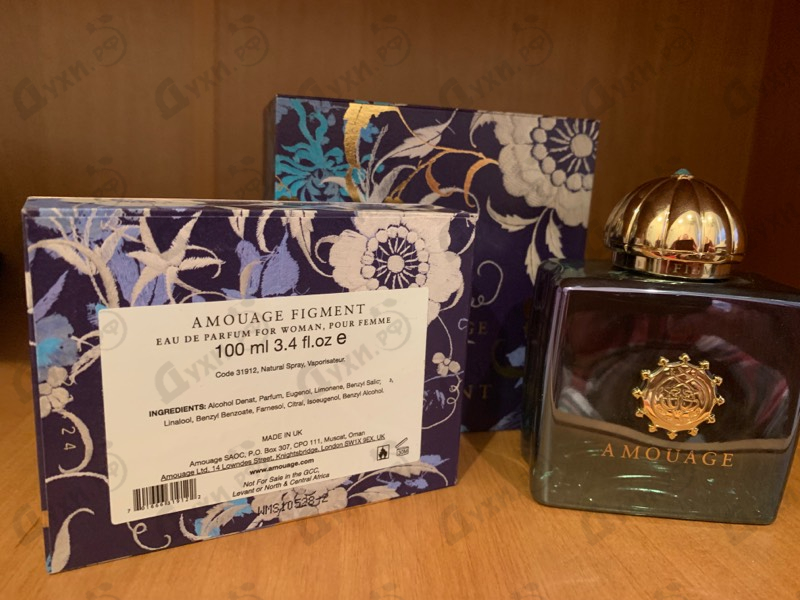 AMOUAGE FIGMENT
EAU DE PARFUM FOR WOMAN, POUR FEMME
100 ml 3.4 fl.oz e
Code 31912, Natural Spray, Vaporisateur.
INGREDIENTS: Alcohol Denat, Parfum, Eugenol, Limonene, Benzyl
Linalool, Benzyl Benzoate, Farnesol, Citral, Isoeugenol, Benzyl Alcohol.
MADE IN UK
Amouage SAOC, P.O. Box 307, CPO 111, Muscat, Oman
Amouage Ltd, 14 Lowndes Street, Knightsbridge, London SW1X 9EX, UK
www.amouage.com
Not For Sale in the GCC,
Levant or North & Central Africa
24
AMOUAGE
духи.рф